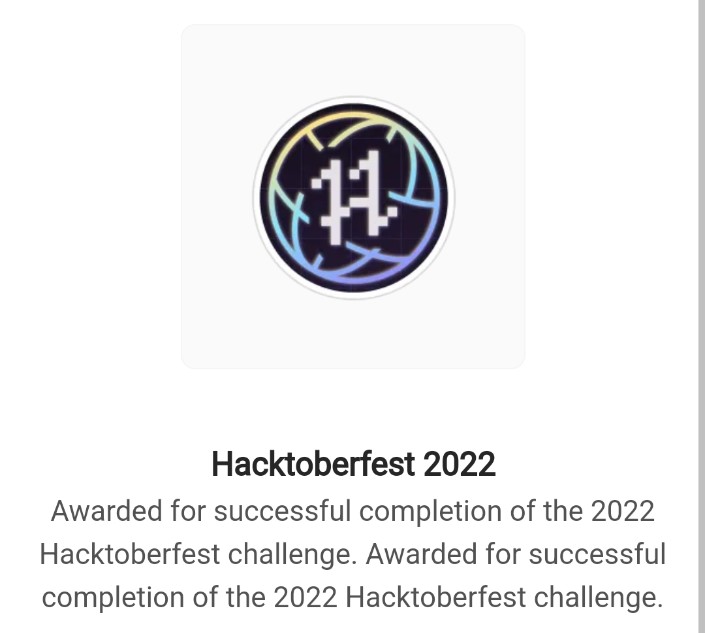 Hacktoberfest 2022
Awarded for successful completion of the 2022
Hacktoberfest challenge. Awarded for successful
completion of the 2022 Hacktoberfest challenge.